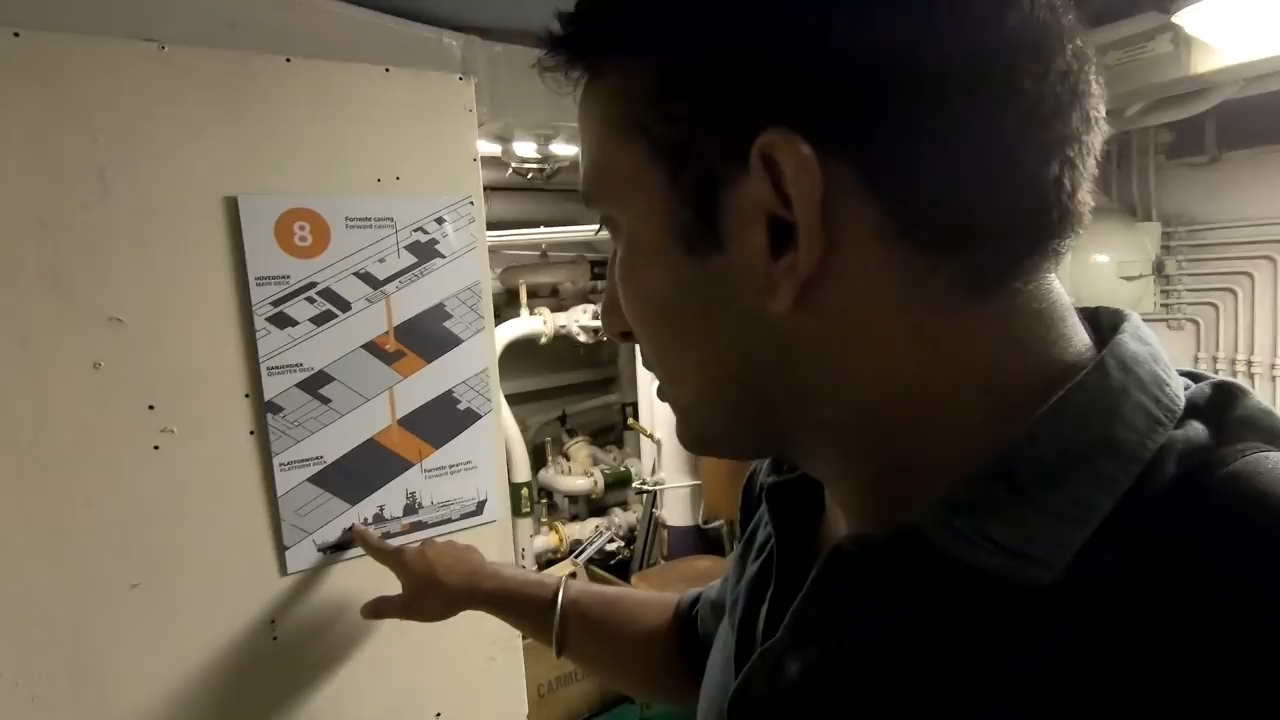 8
Forreste casing
Forward casing
HOVEDDÆK
MAIN DECK
BANJERDÆK
QUARTER DECK
PLATFORMDÆK
PLATFORM DECK
Forreste gearrum
Forward gear room